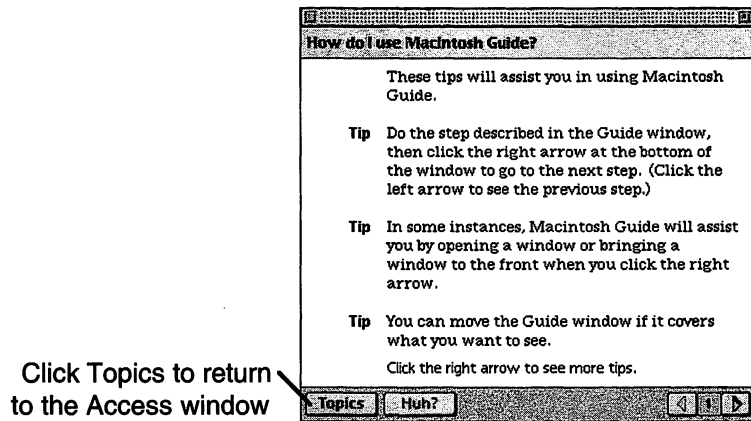 How do I use Macintosh Guide?
These tips will assist you in using Macintosh
Guide.
Tip Do the step described in the Guide window,
then click the right arrow at the bottom of
the window to go to the next step. (Click the
left arrow to see the previous step.)
Tip In some instances, Macintosh Guide will assist
you by opening a window or bringing a
window to the front when you click the right
arrow.
Tip You can move the Guide window if it covers
what you want to see.
Click the right arrow to see more tips.
Click Topics to return
to the Access window
Topics Huh? 1